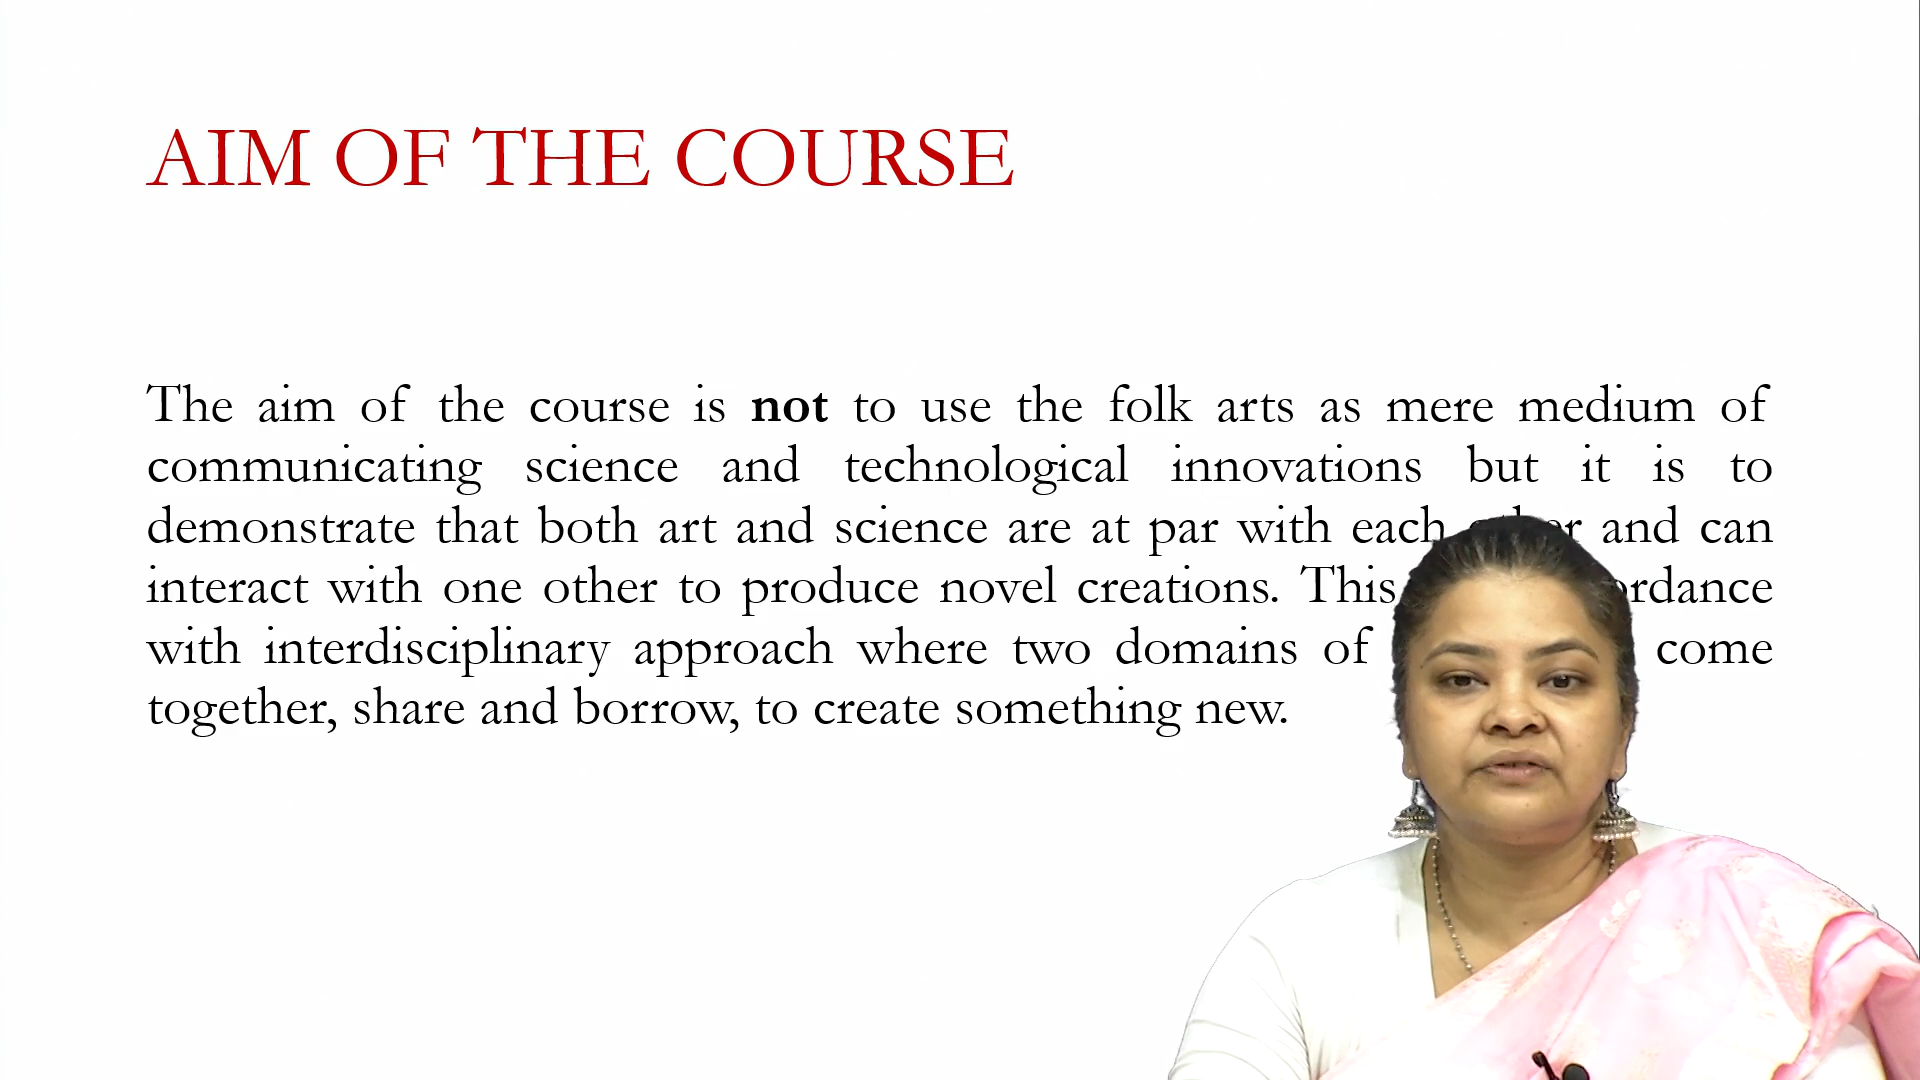 AIM OF THE COURSE
The aim of the course is not to use the folk arts as mere medium of
communicating science and technological innovations but it is to
demonstrate that both art and science are at par with each and can
interact with one other to produce novel creations. This
with interdisciplinary approach where two domains of come
together, share and borrow, to create something new.